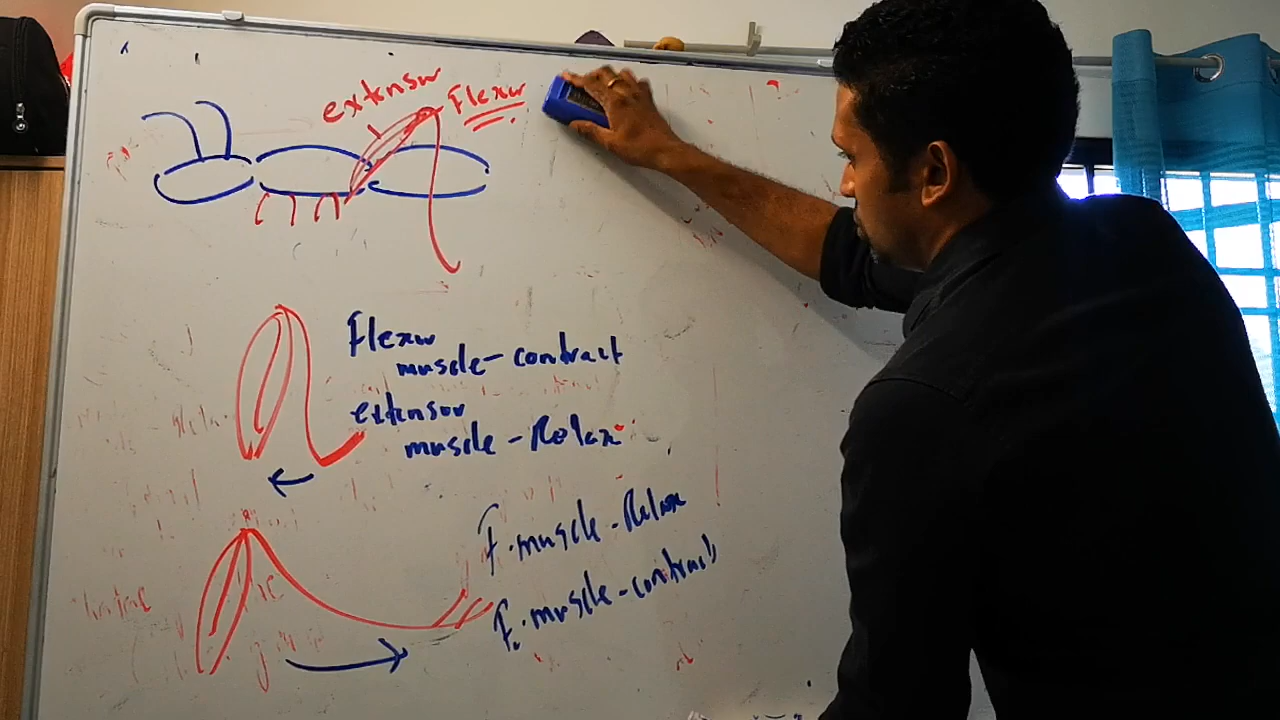 extensor
Flexor
Flexor
muscle - contract
extensor
muscle - Relax
F. muscle - Relax
F. muscle - contract